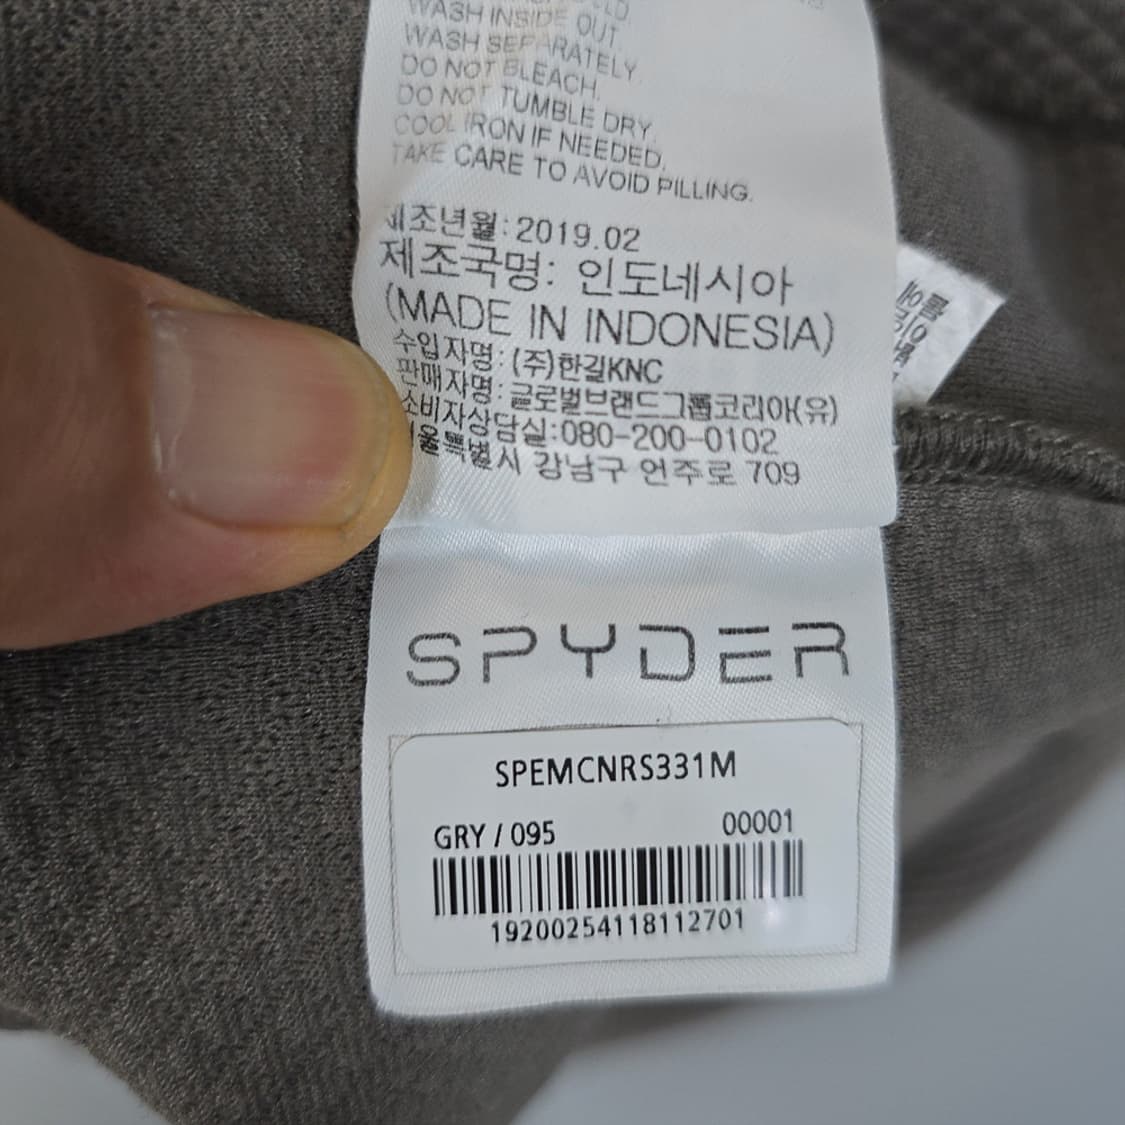 WASH INSIDE OUT.
WASH SEPARATELY.
DO NOT BLEACH.
DO NOT TUMBLE DRY.
COOL IRON IF NEEDED.
TAKE CARE TO AVOID PILLING.
제조년월: 2019.02
제조국명: 인도네시아
(MADE IN INDONESIA)
수입자명: (주)한길KNC
판매자명: 글로벌브랜드그룹코리아(유)
소비자상담실:080-200-0102
서울특별시 강남구 언주로 709
SPYDER
SPEMCNRS331M
GRY / 095 00001
19200254118112701